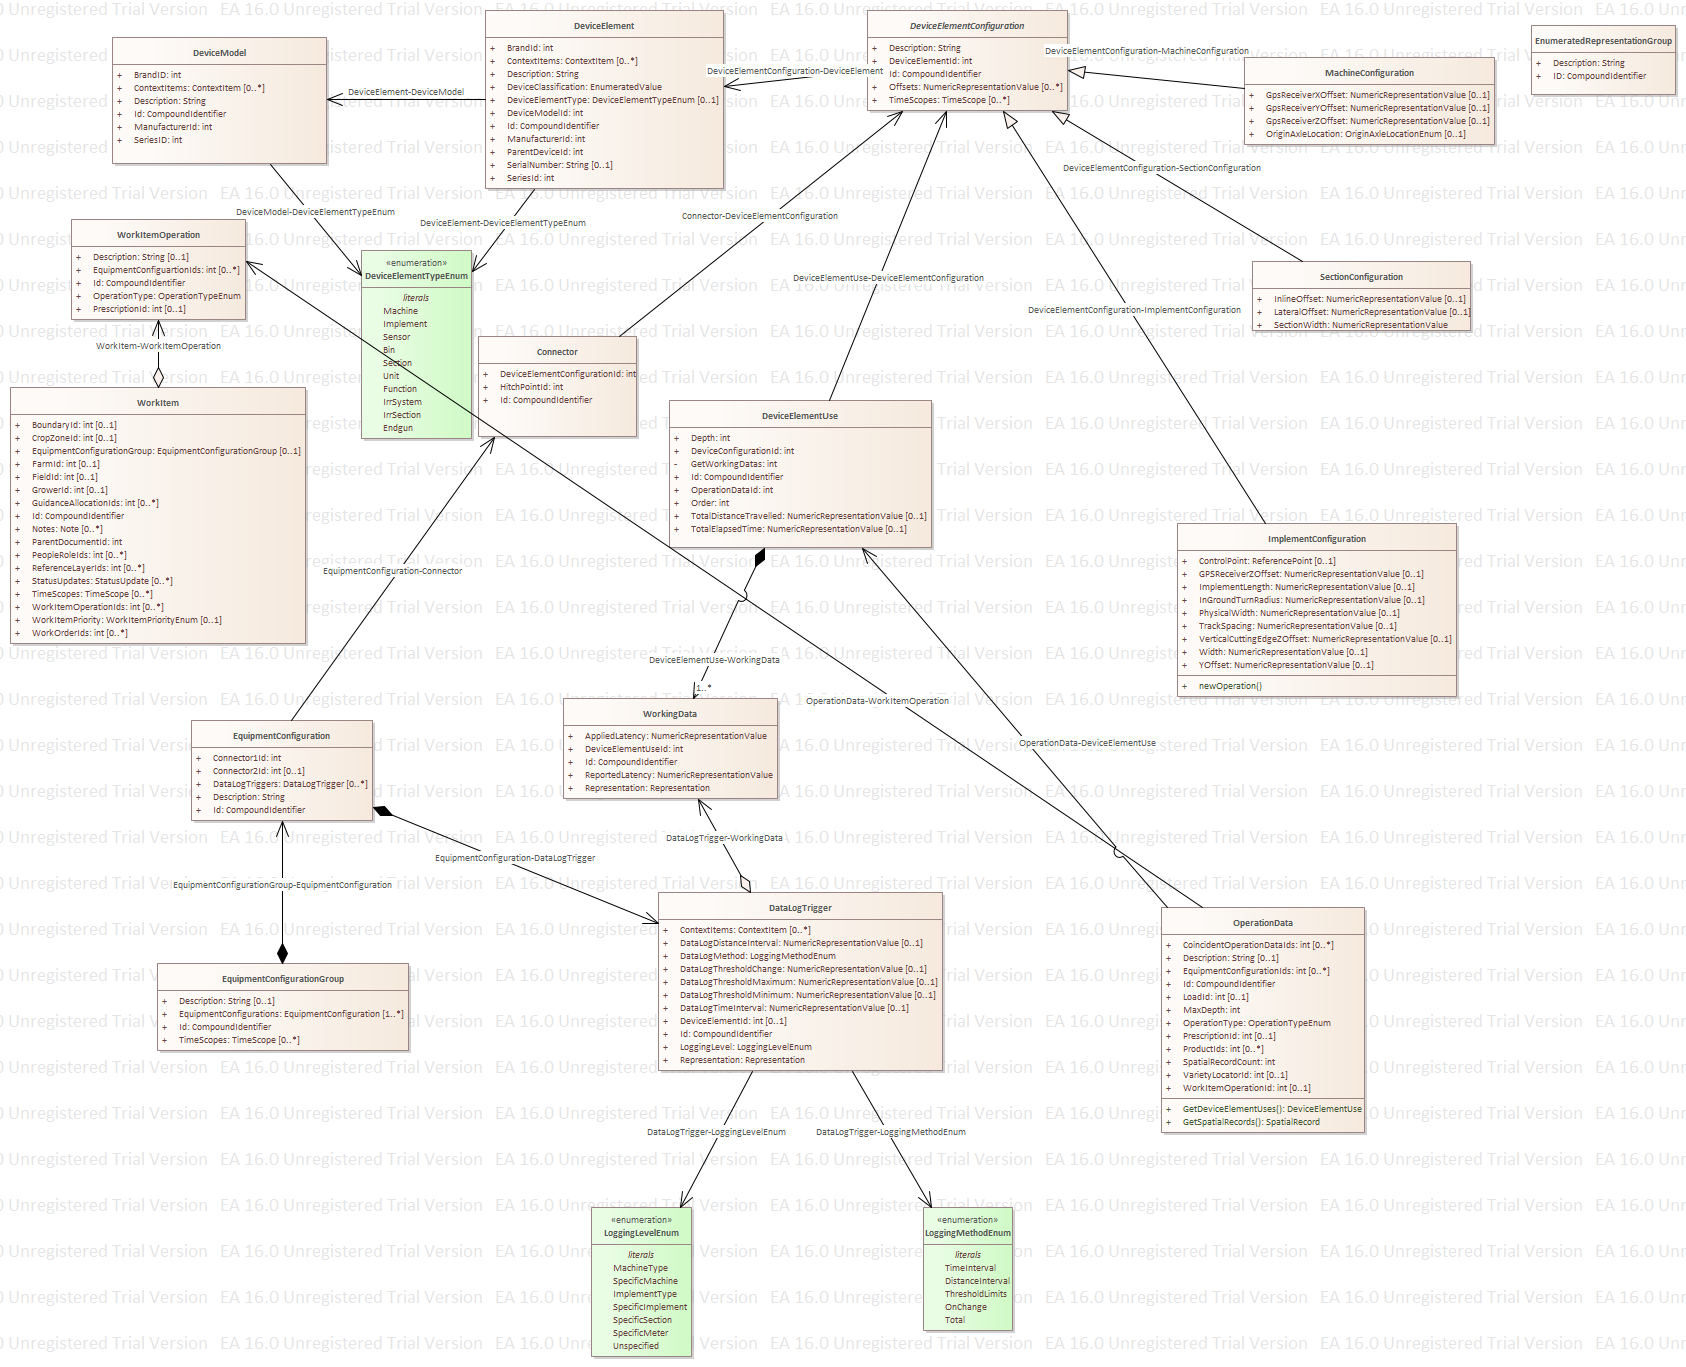 EA 16.0 Unregistered Trial Version
DeviceModel
+ BrandID: int
+ ContextItems: ContextItem [0..*]
+ Description: String
+ Id: CompoundIdentifier
+ ManufacturerId: int
+ SeriesID: int
DeviceElement
+ BrandId: int
+ ContextItems: ContextItem [0..*]
+ Description: String
+ DeviceClassification: EnumeratedValue
+ DeviceElementType: DeviceElementTypeEnum [0..1]
+ DeviceModelId: int
+ Id: CompoundIdentifier
+ ManufacturerId: int
+ ParentDeviceId: int
+ SerialNumber: String [0..1]
+ SeriesId: int
DeviceElementConfiguration
+ Description: String
+ DeviceElementId: int
+ Id: CompoundIdentifier
+ Offsets: NumericRepresentationValue [0..*]
+ TimeScopes: TimeScope [0..*]
MachineConfiguration
+ GpsReceiverXOffset: NumericRepresentationValue [0..1]
+ GpsReceiverYOffset: NumericRepresentationValue [0..1]
+ GpsReceiverZOffset: NumericRepresentationValue [0..1]
+ OriginAxleLocation: OriginAxleLocationEnum [0..1]
EnumeratedRepresentationGroup
+ Description: String
+ ID: CompoundIdentifier
DeviceElementConfiguration-MachineConfiguration
DeviceElementConfiguration-DeviceElement
DeviceElement-DeviceModel
DeviceElementConfiguration-SectionConfiguration
DeviceModel-DeviceElementTypeEnum
DeviceElement-DeviceElementTypeEnum
Connector-DeviceElementConfiguration
DeviceElementUse-DeviceElementConfiguration
DeviceElementConfiguration-ImplementConfiguration
WorkItemOperation
+ Description: String [0..1]
+ EquipmentConfiguartionIds: int [0..*]
+ Id: CompoundIdentifier
+ OperationType: OperationTypeEnum
+ PrescriptionId: int [0..1]
«enumeration»
DeviceElementTypeEnum
literals
Machine
Implement
Sensor
Bin
Section
Unit
Function
IrrSystem
IrrSection
Endgun
SectionConfiguration
+ InlineOffset: NumericRepresentationValue [0..1]
+ LateralOffset: NumericRepresentationValue [0..1]
+ SectionWidth: NumericRepresentationValue
WorkItem-WorkItemOperation
Connector
+ DeviceElementConfigurationId: int
+ HitchPointId: int
+ Id: CompoundIdentifier
WorkItem
+ BoundaryId: int [0..1]
+ CropZoneId: int [0..1]
+ EquipmentConfigurationGroup: EquipmentConfigurationGroup [0..1]
+ FarmId: int [0..1]
+ FieldId: int [0..1]
+ GrowerId: int [0..1]
+ GuidanceAllocationIds: int [0..*]
+ Id: CompoundIdentifier
+ Notes: Note [0..*]
+ ParentDocumentId: int
+ PeopleRoleIds: int [0..*]
+ ReferenceLayerIds: int [0..*]
+ StatusUpdates: StatusUpdate [0..*]
+ TimeScopes: TimeScope [0..*]
+ WorkItemOperationIds: int [0..*]
+ WorkItemPriority: WorkItemPriorityEnum [0..1]
+ WorkOrderIds: int [0..*]
DeviceElementUse
+ Depth: int
+ DeviceConfigurationId: int
- GetWorkingDatas: int
+ Id: CompoundIdentifier
+ OperationDataId: int
+ Order: int
+ TotalDistanceTravelled: NumericRepresentationValue [0..1]
+ TotalElapsedTime: NumericRepresentationValue [0..1]
ImplementConfiguration
+ ControlPoint: ReferencePoint [0..1]
+ GPSReceiverZOffset: NumericRepresentationValue [0..1]
+ ImplementLength: NumericRepresentationValue [0..1]
+ InGroundTurnRadius: NumericRepresentationValue [0..1]
+ PhysicalWidth: NumericRepresentationValue [0..1]
+ TrackSpacing: NumericRepresentationValue [0..1]
+ VerticalCuttingEdgeZOffset: NumericRepresentationValue [0..1]
+ Width: NumericRepresentationValue [0..1]
+ YOffset: NumericRepresentationValue [0..1]
+ newOperation()
EquipmentConfiguration-Connector
DeviceElementUse-WorkingData
1..*
OperationData-WorkItemOperation
OperationData-DeviceElementUse
EquipmentConfiguration
+ Connector1Id: int
+ Connector2Id: int [0..1]
+ DataLogTriggers: DataLogTrigger [0..*]
+ Description: String
+ Id: CompoundIdentifier
WorkingData
+ AppliedLatency: NumericRepresentationValue
+ DeviceElementUseId: int
+ Id: CompoundIdentifier
+ ReportedLatency: NumericRepresentationValue
+ Representation: Representation
DataLogTrigger-WorkingData
EquipmentConfiguration-DataLogTrigger
EquipmentConfigurationGroup-EquipmentConfiguration
EquipmentConfigurationGroup
+ Description: String [0..1]
+ EquipmentConfigurations: EquipmentConfiguration [1..*]
+ Id: CompoundIdentifier
+ TimeScopes: TimeScope [0..*]
DataLogTrigger
+ ContextItems: ContextItem [0..*]
+ DataLogDistanceInterval: NumericRepresentationValue [0..1]
+ DataLogMethod: LoggingMethodEnum
+ DataLogThresholdChange: NumericRepresentationValue [0..1]
+ DataLogThresholdMaximum: NumericRepresentationValue [0..1]
+ DataLogThresholdMinimum: NumericRepresentationValue [0..1]
+ DataLogTimeInterval: NumericRepresentationValue [0..1]
+ DeviceElementId: int [0..1]
+ Id: CompoundIdentifier
+ LoggingLevel: LoggingLevelEnum
+ Representation: Representation
OperationData
+ CoincidentOperationDataIds: int [0..*]
+ Description: String [0..1]
+ EquipmentConfigurationIds: int [0..*]
+ Id: CompoundIdentifier
+ LoadId: int [0..1]
+ MaxDepth: int
+ OperationType: OperationTypeEnum
+ PrescriptionId: int [0..1]
+ ProductIds: int [0..*]
+ SpatialRecordCount: int
+ VarietyLocatorId: int [0..1]
+ WorkItemOperationId: int [0..1]
+ GetDeviceElementUses(): DeviceElementUse
+ GetSpatialRecords(): SpatialRecord
DataLogTrigger-LoggingLevelEnum
DataLogTrigger-LoggingMethodEnum
«enumeration»
LoggingLevelEnum
literals
MachineType
SpecificMachine
ImplementType
SpecificImplement
SpecificSection
SpecificMeter
Unspecified
«enumeration»
LoggingMethodEnum
literals
TimeInterval
DistanceInterval
ThresholdLimits
OnChange
Total